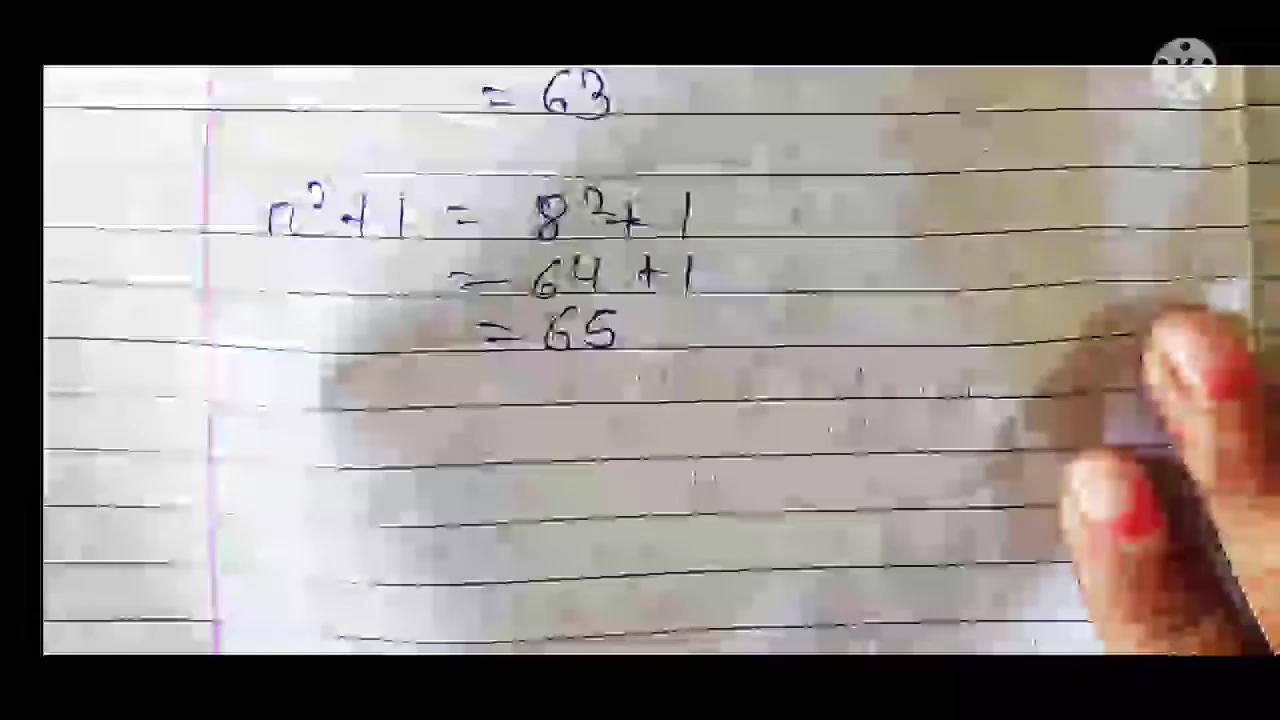 = 63
n²+1 = 8²+ 1
= 64 + 1
= 65